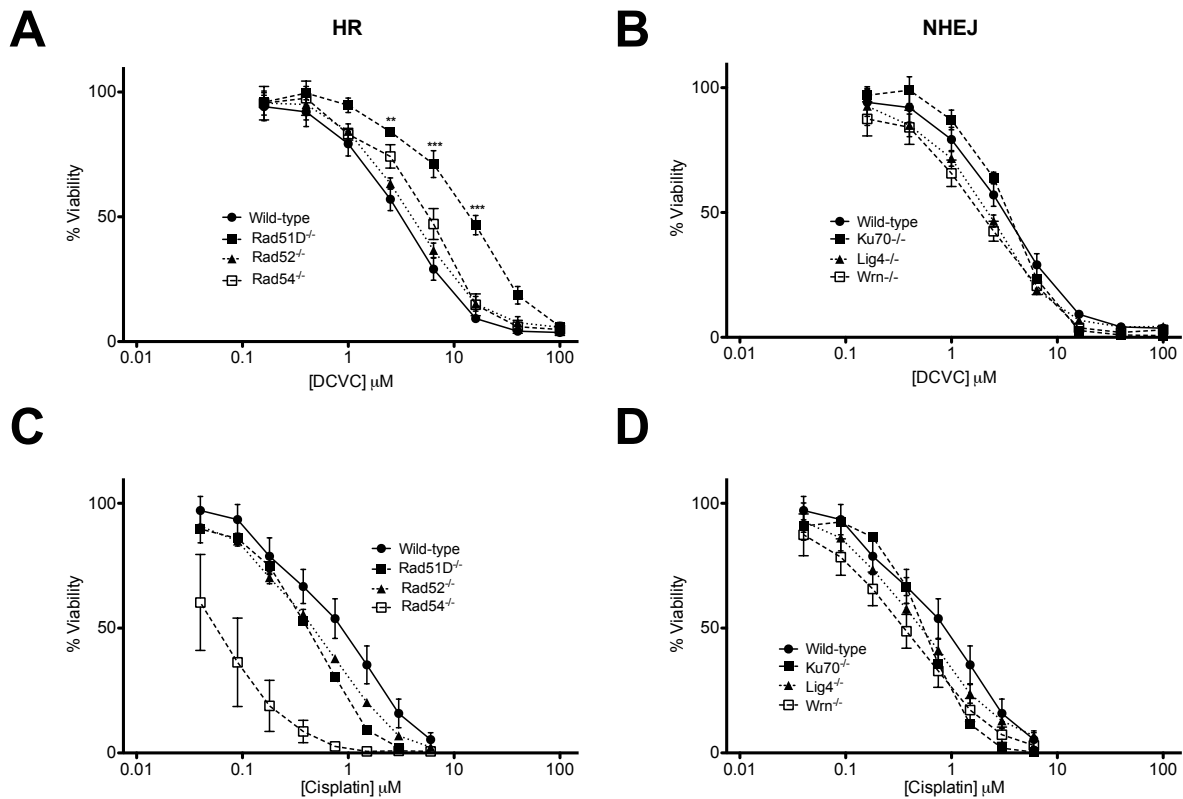 A
HR
% Viability
100
50
0
**
***
***
Wild-type
Rad51D-/-
Rad52-/-
Rad54-/-
0.01 0.1 1 10 100
[DCVC] μM
B
NHEJ
% Viability
100
50
0
Wild-type
Ku70-/-
Lig4-/-
Wrn-/-
0.01 0.1 1 10 100
[DCVC] μM
C
% Viability
100
50
0
Wild-type
Rad51D-/-
Rad52-/-
Rad54-/-
0.01 0.1 1 10 100
[Cisplatin] μM
D
% Viability
100
50
0
Wild-type
Ku70-/-
Lig4-/-
Wrn-/-
0.01 0.1 1 10 100
[Cisplatin] μM